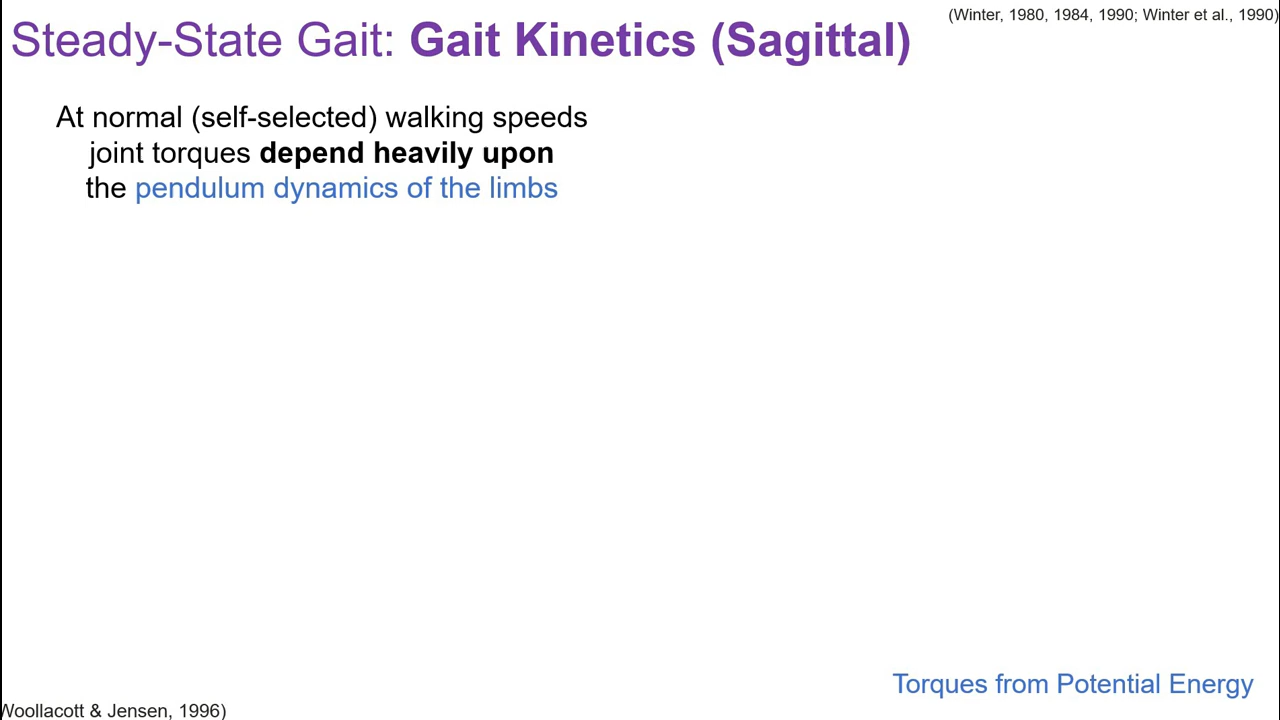 (Winter, 1980, 1984, 1990; Winter et al., 1990)
Steady-State Gait: Gait Kinetics (Sagittal)
At normal (self-selected) walking speeds
joint torques depend heavily upon
the pendulum dynamics of the limbs
Torques from Potential Energy
Woollacott & Jensen, 1996)